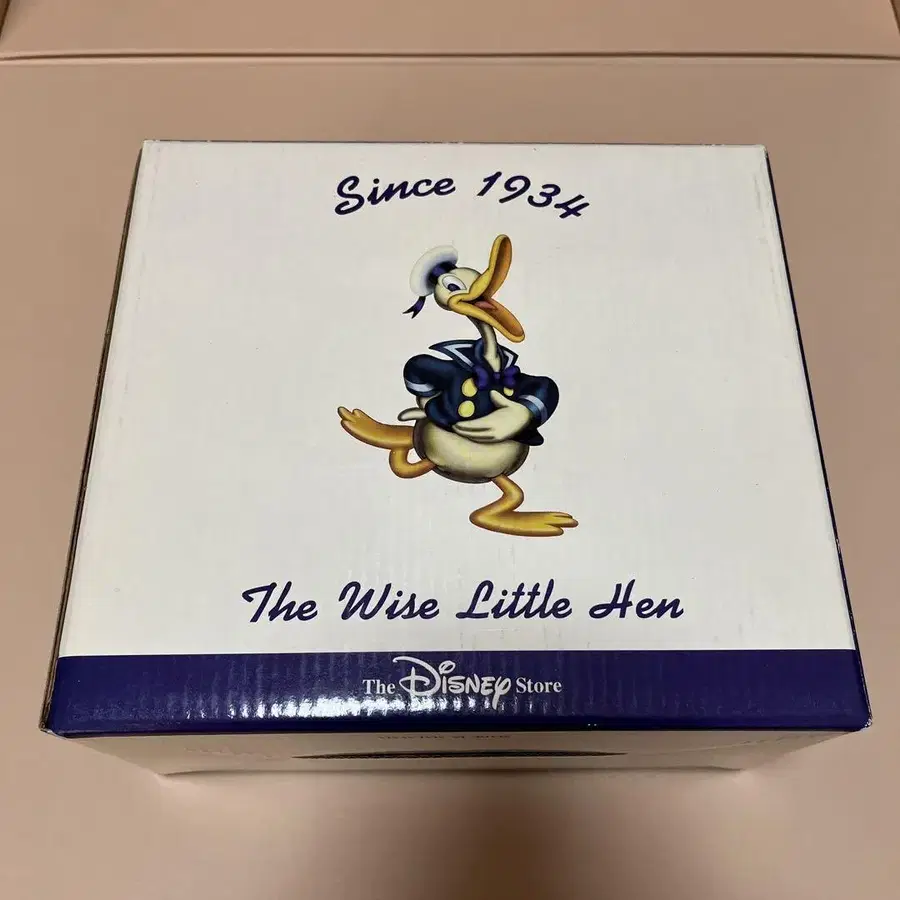 Since 1934
The Wise Little Hen
The Disney Store